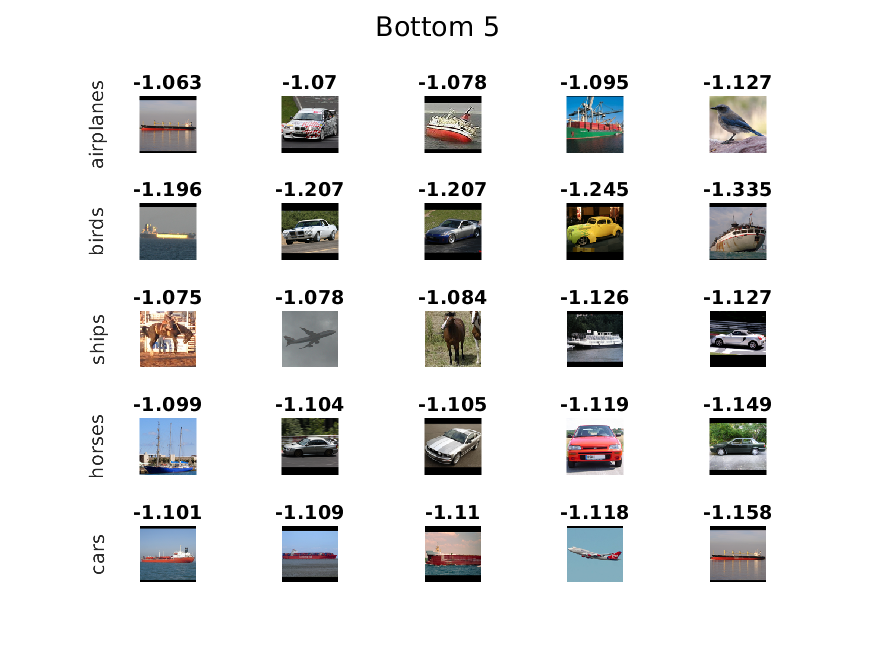 Bottom 5
-1.063 -1.07 -1.078 -1.095 -1.127
airplanes
-1.196 -1.207 -1.207 -1.245 -1.335
birds
-1.075 -1.078 -1.084 -1.126 -1.127
ships
-1.099 -1.104 -1.105 -1.119 -1.149
horses
-1.101 -1.109 -1.11 -1.118 -1.158
cars